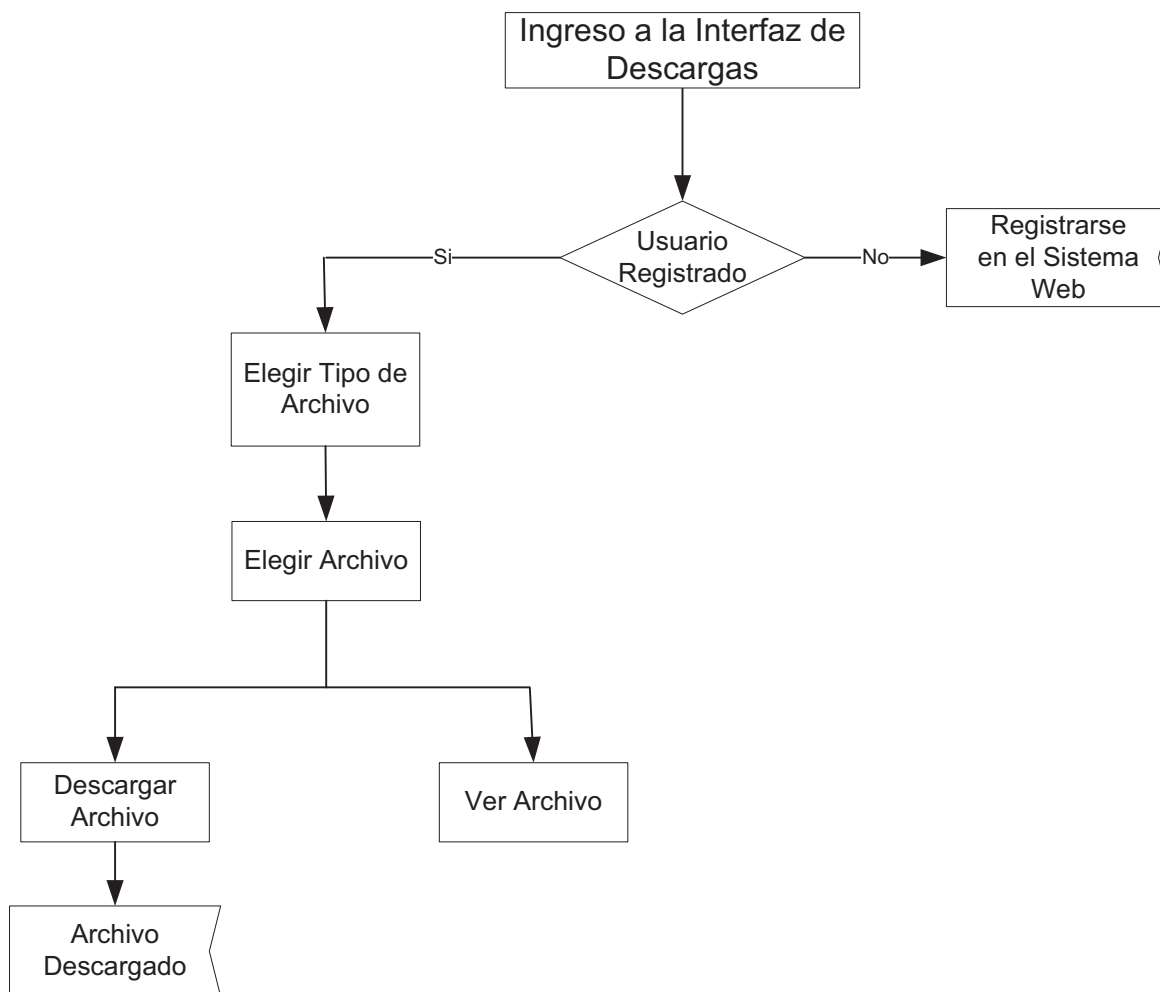 Ingreso a la Interfaz de
Descargas
Usuario
Registrado
Si
No
Registrarse
en el Sistema
Web
Elegir Tipo de
Archivo
Elegir Archivo
Descargar
Archivo
Ver Archivo
Archivo
Descargado